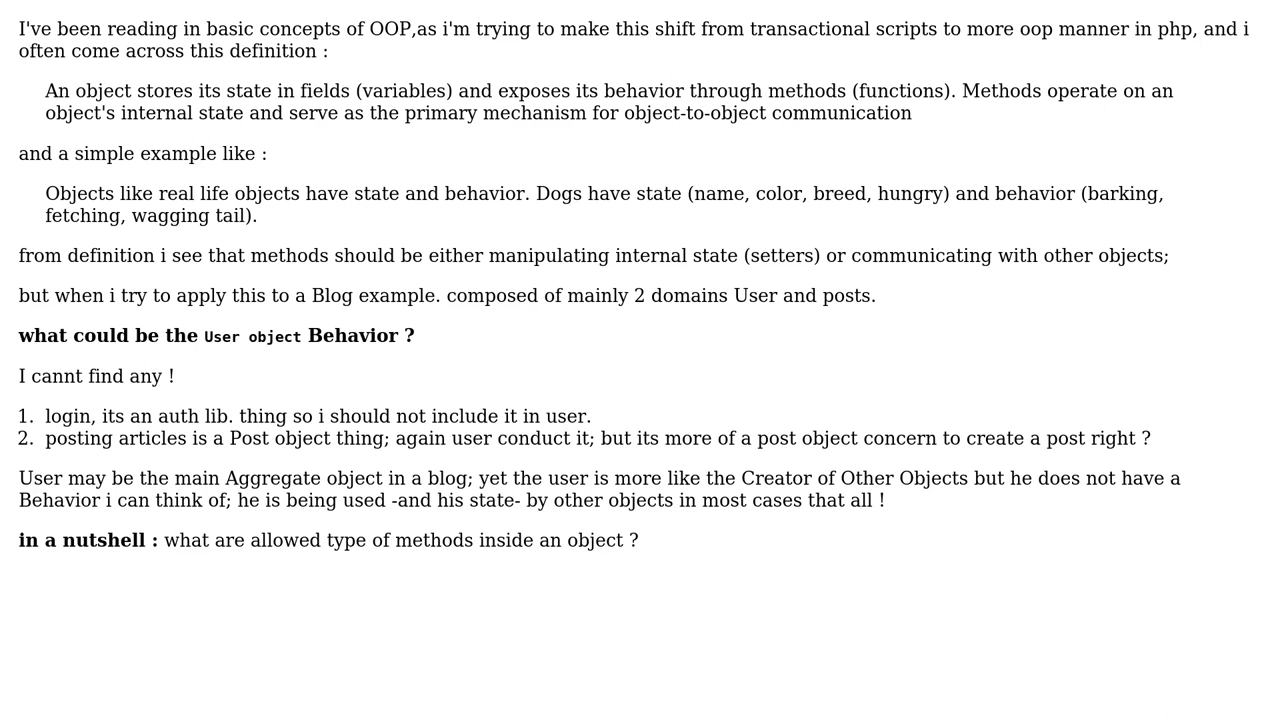 I've been reading in basic concepts of OOP,as i'm trying to make this shift from transactional scripts to more oop manner in php, and i
often come across this definition :
An object stores its state in fields (variables) and exposes its behavior through methods (functions). Methods operate on an
object's internal state and serve as the primary mechanism for object-to-object communication
and a simple example like :
Objects like real life objects have state and behavior. Dogs have state (name, color, breed, hungry) and behavior (barking,
fetching, wagging tail).
from definition i see that methods should be either manipulating internal state (setters) or communicating with other objects;
but when i try to apply this to a Blog example. composed of mainly 2 domains User and posts.
what could be the User object Behavior ?
I cannt find any !
1. login, its an auth lib. thing so i should not include it in user.
2. posting articles is a Post object thing; again user conduct it; but its more of a post object concern to create a post right ?
User may be the main Aggregate object in a blog; yet the user is more like the Creator of Other Objects but he does not have a
Behavior i can think of; he is being used -and his state- by other objects in most cases that all !
in a nutshell : what are allowed type of methods inside an object ?